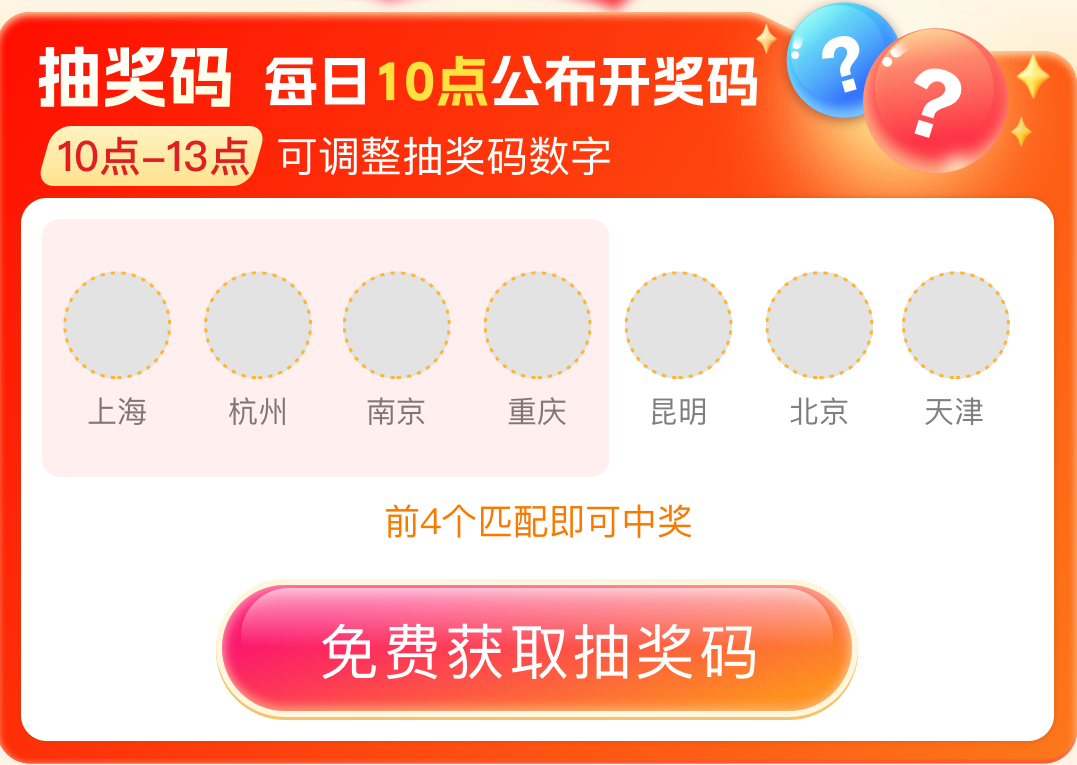 抽奖码 每日10点公布开奖码
10点-13点 可调整抽奖码数字
? ?
上海 杭州 南京 重庆 昆明 北京 天津
前4个匹配即可中奖
免费获取抽奖码